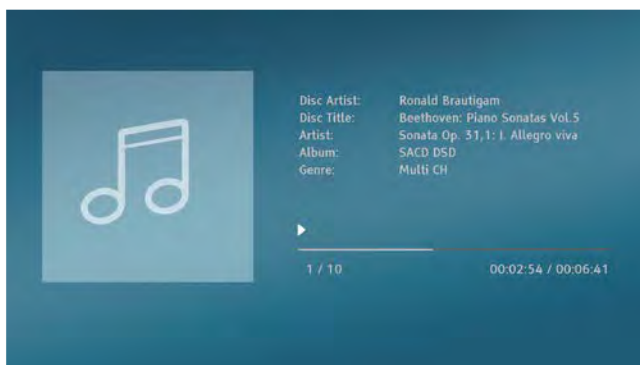 Disc Artist: Ronald Brautigam
Disc Title: Beethoven: Piano Sonatas Vol.5
Artist: Sonata Op. 31,1: I. Allegro viva
Album: SACD DSD
Genre: Multi CH
1 / 10 00:02:54 / 00:06:41